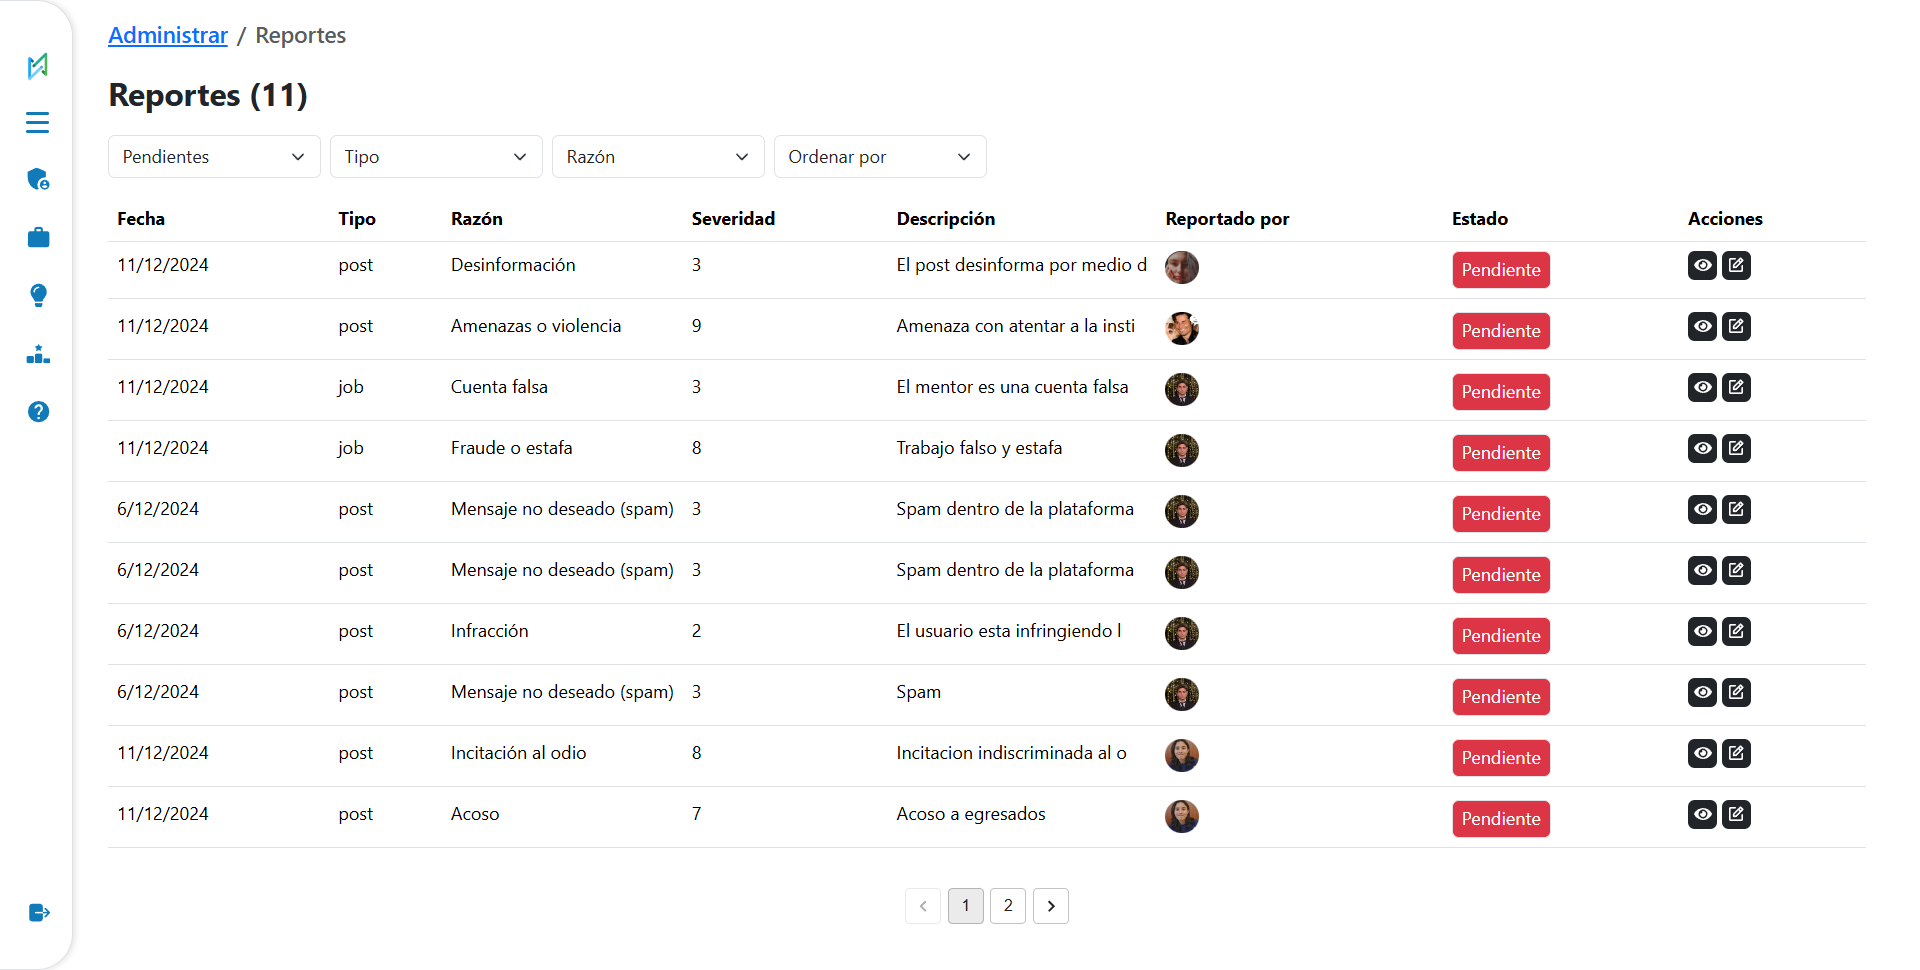 Administrar / Reportes
Reportes (11)
Pendientes Tipo Razón Ordenar por
Fecha Tipo Razón Severidad Descripción Reportado por Estado Acciones
11/12/2024 post Desinformación 3 El post desinforma por medio d Pendiente
11/12/2024 post Amenazas o violencia 9 Amenaza con atentar a la insti Pendiente
11/12/2024 job Cuenta falsa 3 El mentor es una cuenta falsa Pendiente
11/12/2024 job Fraude o estafa 8 Trabajo falso y estafa Pendiente
6/12/2024 post Mensaje no deseado (spam) 3 Spam dentro de la plataforma Pendiente
6/12/2024 post Mensaje no deseado (spam) 3 Spam dentro de la plataforma Pendiente
6/12/2024 post Infracción 2 El usuario esta infringiendo l Pendiente
6/12/2024 post Mensaje no deseado (spam) 3 Spam Pendiente
11/12/2024 post Incitación al odio 8 Incitacion indiscriminada al o Pendiente
11/12/2024 post Acoso 7 Acoso a egresados Pendiente
1 2